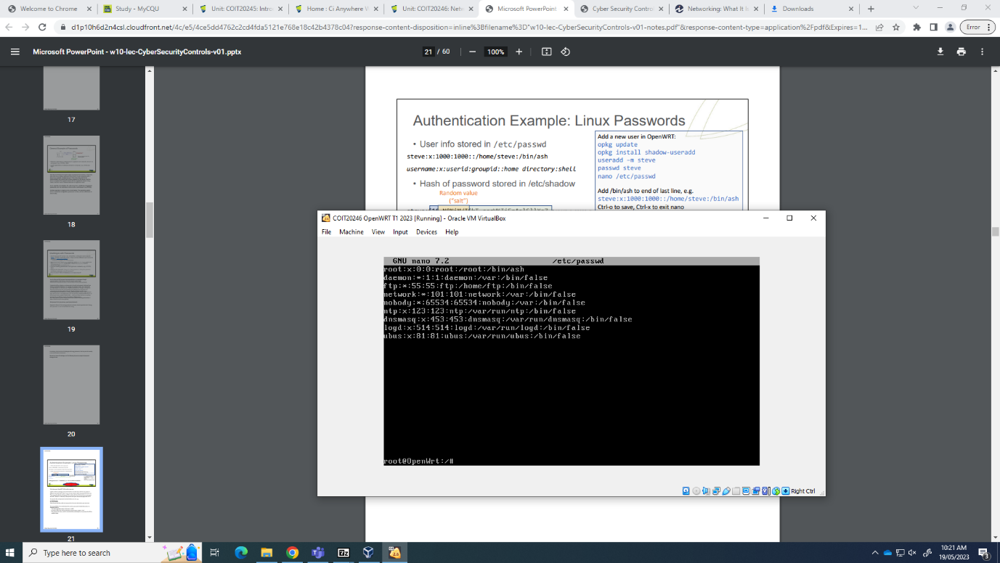 Welcome to Chrome
Study - MyCQU
Unit: COIT20245: Intro
Home : Ci Anywhere W
Unit: COIT20246: Netw
Microsoft PowerPoint
Cyber Security Contro
Networking: What It Is
Downloads
d1p10h6d2n4csl.cloudfront.net/4c/e5/4ce5dd4762c2cd4fda5121e768e18c42b4378c04?response-content-disposition=inline%3Bfilename%3D"w10-lec-CyberSecurityControls-v01-notes.pdf"&response-content-type=application%2Fpdf&Expires=1...
Error
Microsoft PowerPoint - w10-lec-CyberSecurityControls-v01.pptx
21 / 60
100%
17
18
19
20
21
Authentication Example: Linux Passwords
• User info stored in /etc/passwd
steve:x:1000:1000::/home/steve:/bin/ash
username:x:userid:groupid::home directory:shell
• Hash of password stored in /etc/shadow
Random value
("salt")
Add a new user in OpenWRT:
opkg update
opkg install shadow-useradd
useradd -m steve
passwd steve
nano /etc/passwd
Add /bin/ash to end of last line, e.g.
steve:x:1000:1000::/home/steve:/bin/ash
Ctrl-o to save, Ctrl-x to exit nano
COIT20246 OpenWRT T1 2023 [Running] - Oracle VM VirtualBox
File Machine View Input Devices Help
GNU nano 7.2 /etc/passwd
root:x:0:0:root:/root:/bin/ash
daemon:*:1:1:daemon:/var:/bin/false
ftp:*:55:55:ftp:/home/ftp:/bin/false
network:*:101:101:network:/var:/bin/false
nobody:*:65534:65534:nobody:/var:/bin/false
ntp:x:123:123:ntp:/var/run/ntp:/bin/false
dnsmasq:x:453:453:dnsmasq:/var/run/dnsmasq:/bin/false
logd:x:514:514:logd:/var/run/logd:/bin/false
ubus:x:81:81:ubus:/var/run/ubus:/bin/false
root@OpenWrt:/#
Right Ctrl
Type here to search
10:21 AM
19/05/2023
3